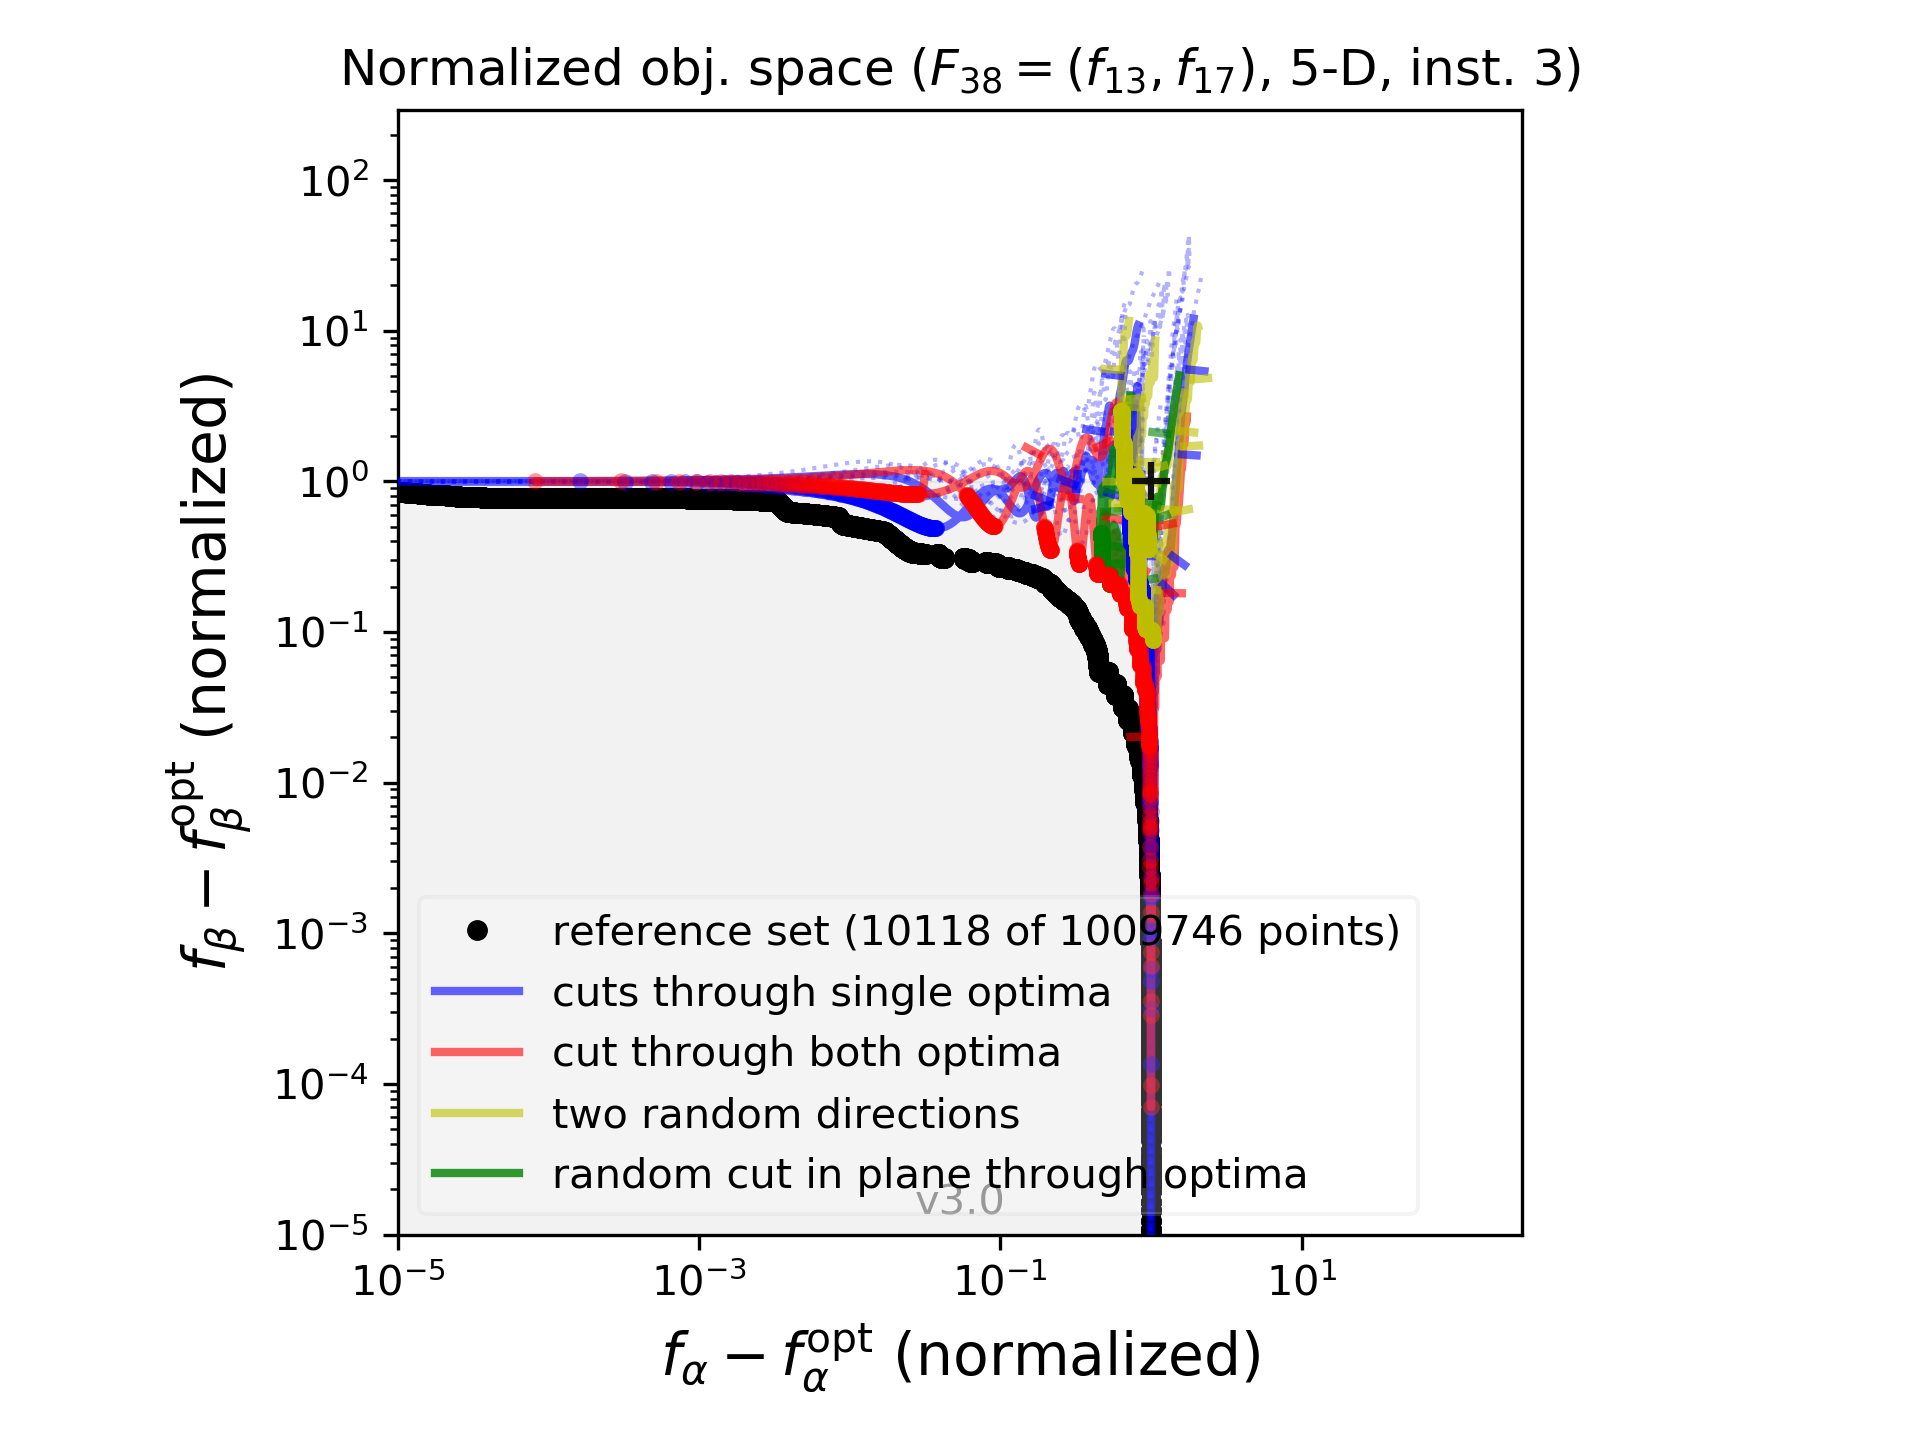 Normalized obj. space (F₃₈ = (f₁₃, f₁₇), 5-D, inst. 3)
10²
10¹
10⁰
10⁻¹
10⁻²
10⁻³
10⁻⁴
10⁻⁵
f_β − f_β^opt (normalized)
reference set (10118 of 1009746 points)
cuts through single optima
cut through both optima
two random directions
random cut in plane through optima
v3.0
10⁻⁵ 10⁻³ 10⁻¹ 10¹
f_α − f_α^opt (normalized)